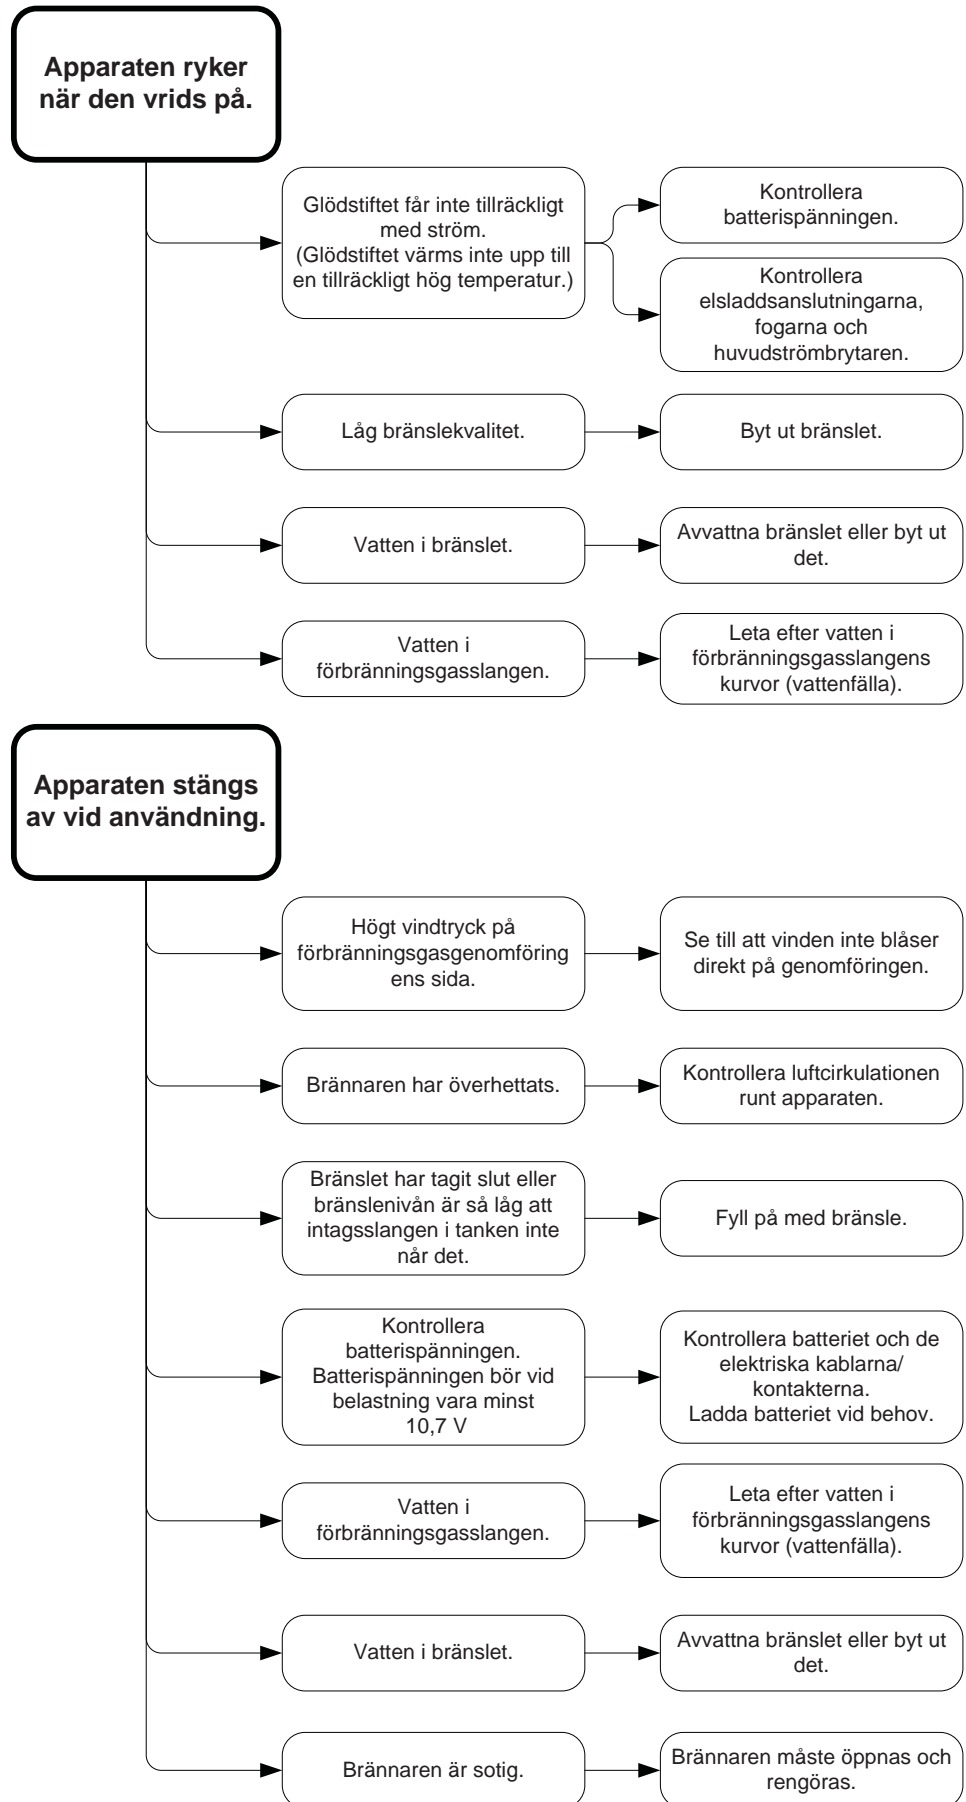 Apparaten ryker
när den vrids på.
Glödstiftet får inte tillräckligt
med ström.
(Glödstiftet värms inte upp till
en tillräckligt hög temperatur.)
Kontrollera
batterispänningen.
Kontrollera
elsladdsanslutningarna,
fogarna och
huvudströmbrytaren.
Låg bränslekvalitet.
Byt ut bränslet.
Vatten i bränslet.
Avvattna bränslet eller byt ut
det.
Vatten i
förbränningsgasslangen.
Leta efter vatten i
förbränningsgasslangens
kurvor (vattenfälla).
Apparaten stängs
av vid användning.
Högt vindtryck på
förbränningsgasgenomföring
ens sida.
Se till att vinden inte blåser
direkt på genomföringen.
Brännaren har överhettats.
Kontrollera luftcirkulationen
runt apparaten.
Bränslet har tagit slut eller
bränslenivån är så låg att
intagsslangen i tanken inte
når det.
Fyll på med bränsle.
Kontrollera
batterispänningen.
Batterispänningen bör vid
belastning vara minst
10,7 V
Kontrollera batteriet och de
elektriska kablarna/
kontakterna.
Ladda batteriet vid behov.
Vatten i
förbränningsgasslangen.
Leta efter vatten i
förbränningsgasslangens
kurvor (vattenfälla).
Vatten i bränslet.
Avvattna bränslet eller byt ut
det.
Brännaren är sotig.
Brännaren måste öppnas och
rengöras.